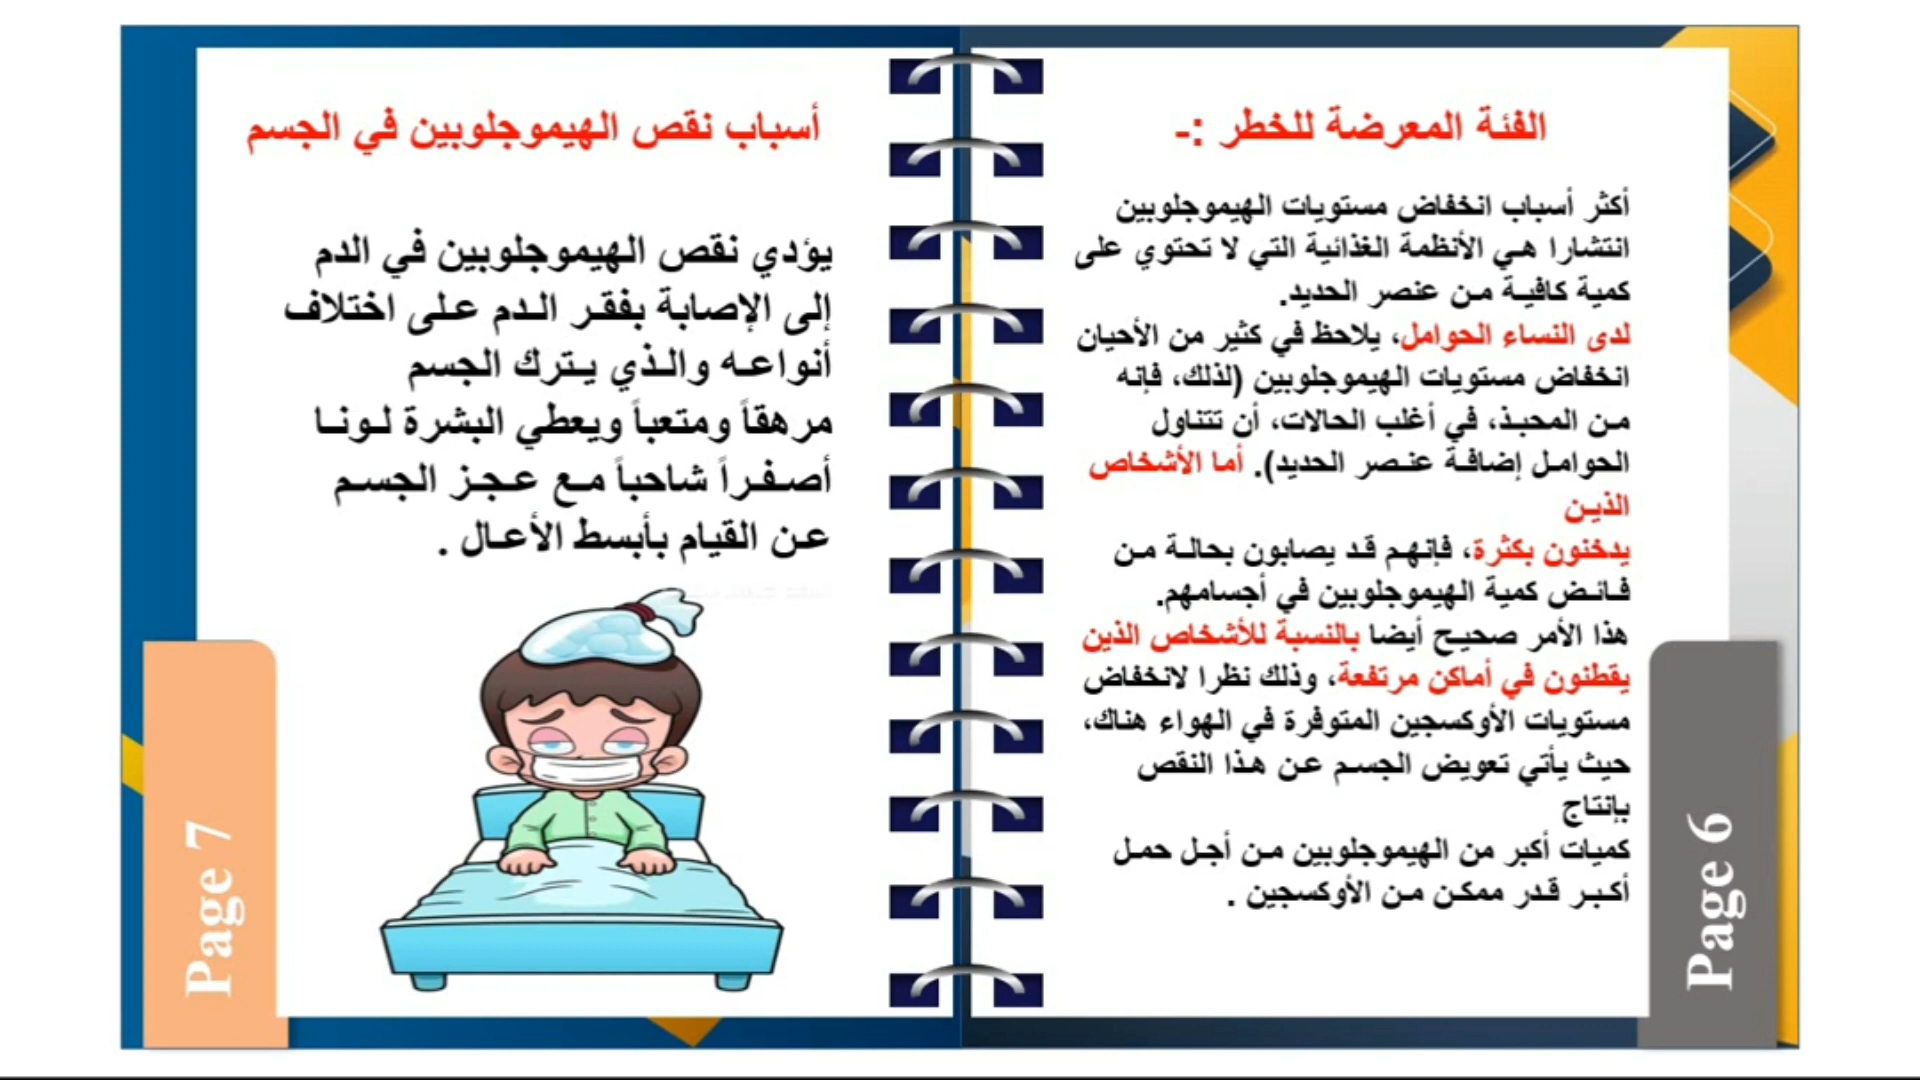 الفئة المعرضة للخطر :-
أكثر أسباب انخفاض مستويات الهيموجلوبين
انتشارا هي الأنظمة الغذائية التي لا تحتوي على
كمية كافية من عنصر الحديد.
لدى النساء الحوامل، يلاحظ في كثير من الأحيان
انخفاض مستويات الهيموجلوبين (لذلك، فإنه
من المحبذ، في أغلب الحالات، أن تتناول
الحوامل إضافة عنصر الحديد). أما الأشخاص
الذين
يدخنون بكثرة، فإنهم قد يصابون بحالة من
فائض كمية الهيموجلوبين في أجسامهم.
هذا الأمر صحيح أيضا بالنسبة للأشخاص الذين
يقطنون في أماكن مرتفعة، وذلك نظرا لانخفاض
مستويات الأوكسجين المتوفرة في الهواء هناك،
حيث يأتي تعويض الجسم عن هذا النقص
بإنتاج
كميات أكبر من الهيموجلوبين من أجل حمل
أكبر قدر ممكن من الأوكسجين .
Page 6
أسباب نقص الهيموجلوبين في الجسم
يؤدي نقص الهيموجلوبين في الدم
إلى الإصابة بفقر الدم على اختلاف
أنواعه والذي يترك الجسم
مرهقاً ومتعباً ويعطي البشرة لونا
أصفراً شاحباً مع عجز الجسم
عن القيام بأبسط الأعال .
Page 7